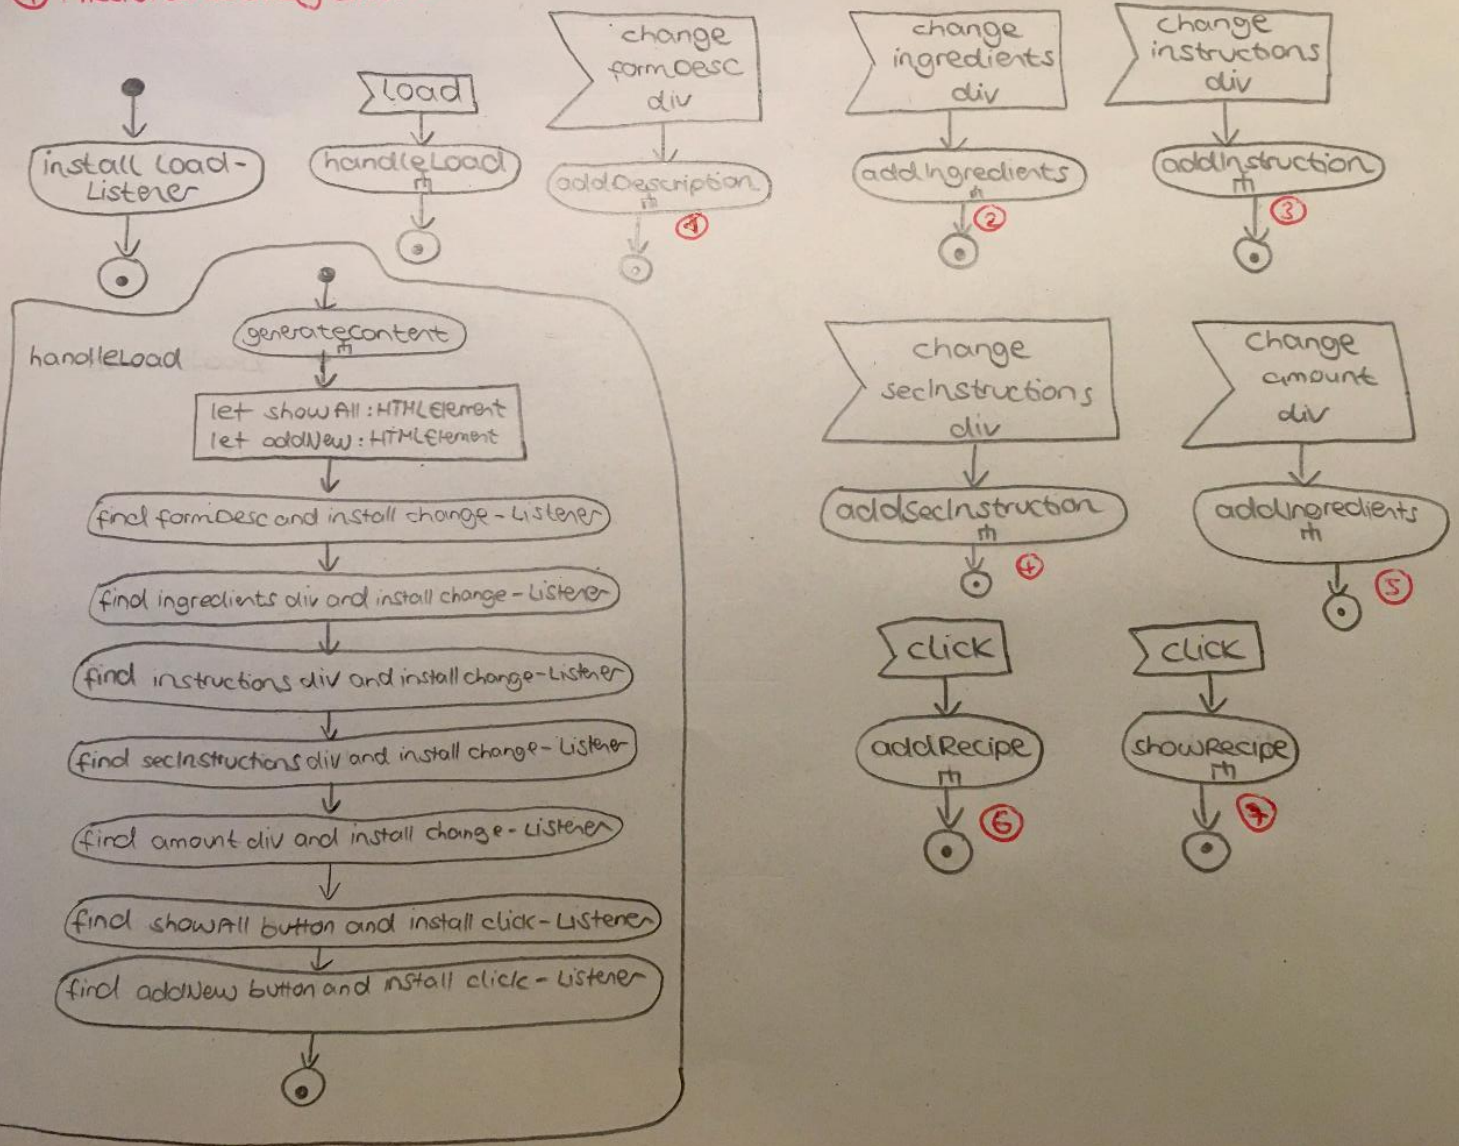 load
change
formDesc
div
change
ingredients
div
change
instructions
div
install load-
Listener
handleLoad
addDescription
1
addIngredients
2
addInstruction
3
handleLoad
generateContent
let showAll:HTMLElement
let addNew:HTMLElement
find formDesc and install change-Listener
find ingredients div and install change-Listener
find instructions div and install change-Listener
find secInstructions div and install change-Listener
find amount div and install change-Listener
find showAll button and install click-Listener
find addNew button and install click-Listener
change
secInstructions
div
change
amount
div
addSecInstruction
4
addIngredients
5
click
click
addRecipe
6
showRecipe
7